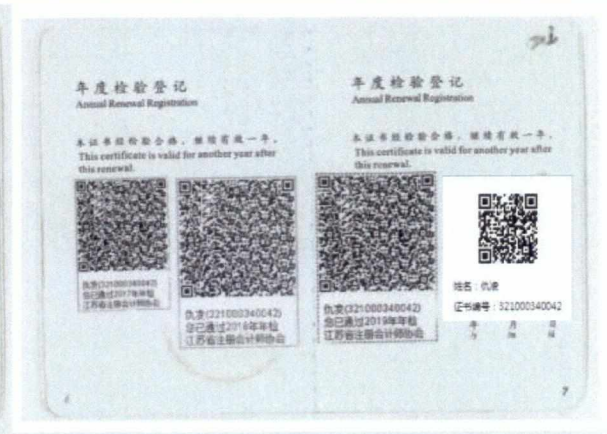 年度检验登记
Annual Renewal Registration
本证书经检验合格，继续有效一年。
This certificate is valid for another year after
this renewal.
仇凌(321000340042)
您已通过2017年年检
江苏省注册会计师协会
仇凌(321000340042)
您已通过2018年年检
江苏省注册会计师协会
6
年度检验登记
Annual Renewal Registration
本证书经检验合格，继续有效一年。
This certificate is valid for another year after
this renewal.
仇凌(321000340042)
您已通过2019年年检
江苏省注册会计师协会
姓名：仇凌
证书编号：321000340042
年 月 日
/y /m /d
7